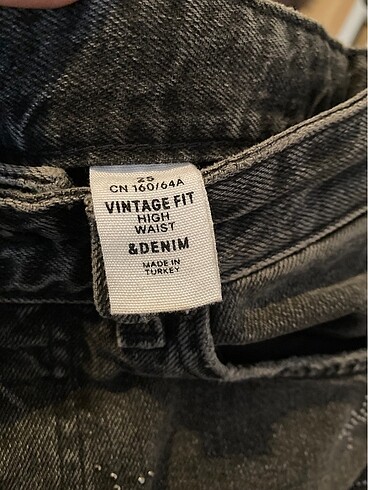 25
CN 160/64A
VINTAGE FIT
HIGH
WAIST
&DENIM
MADE IN
TURKEY